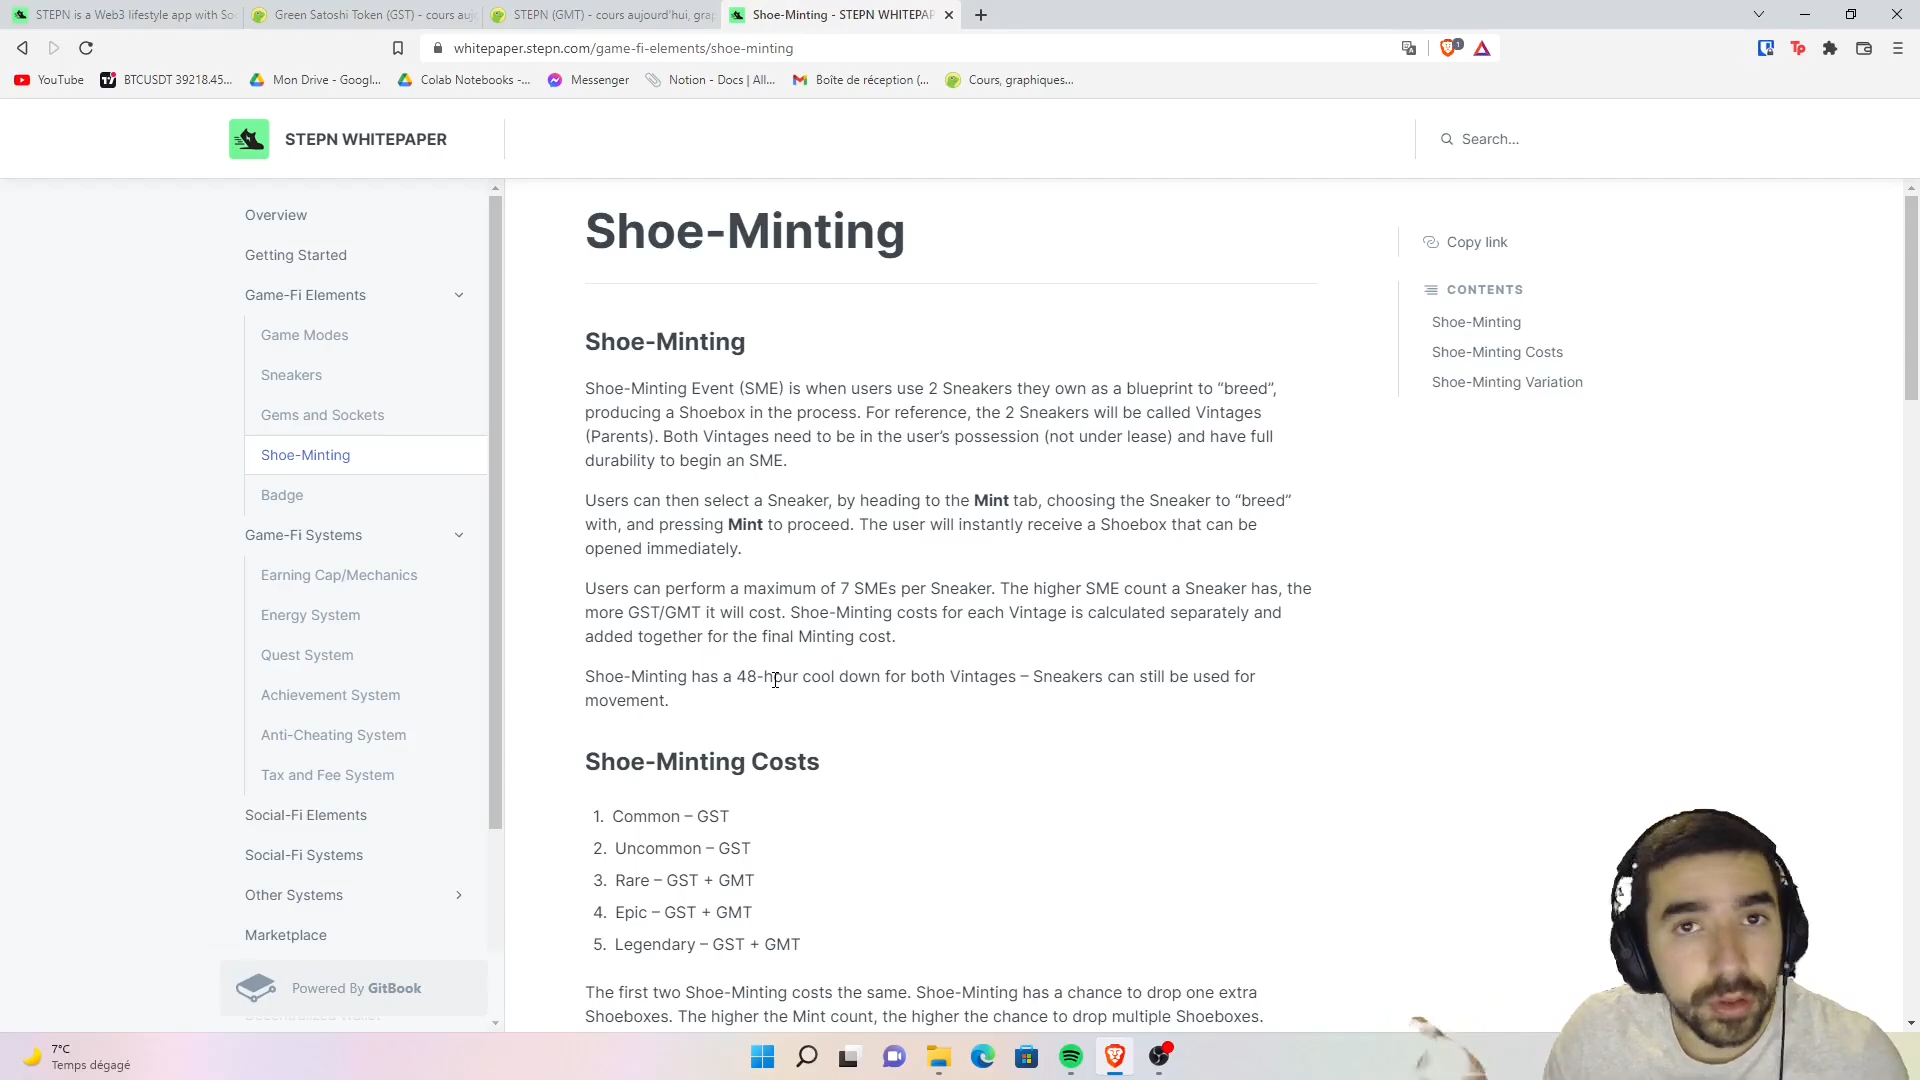 STEPN is a Web3 lifestyle app with So
Green Satoshi Token (GST) - cours auj
STEPN (GMT) - cours aujourd'hui, gra
Shoe-Minting - STEPN WHITEPAP
whitepaper.stepn.com/game-fi-elements/shoe-minting
1
Tp
YouTube
BTCUSDT 39218.45...
Mon Drive - Googl...
Colab Notebooks -...
Messenger
Notion - Docs | All...
Boîte de réception (...
Cours, graphiques...
STEPN WHITEPAPER
Search...
Overview
Getting Started
Game-Fi Elements
Game Modes
Sneakers
Gems and Sockets
Shoe-Minting
Badge
Game-Fi Systems
Earning Cap/Mechanics
Energy System
Quest System
Achievement System
Anti-Cheating System
Tax and Fee System
Social-Fi Elements
Social-Fi Systems
Other Systems
Marketplace
Powered By GitBook
Shoe-Minting
Shoe-Minting
Shoe-Minting Event (SME) is when users use 2 Sneakers they own as a blueprint to “breed”,
producing a Shoebox in the process. For reference, the 2 Sneakers will be called Vintages
(Parents). Both Vintages need to be in the user’s possession (not under lease) and have full
durability to begin an SME.
Users can then select a Sneaker, by heading to the Mint tab, choosing the Sneaker to “breed”
with, and pressing Mint to proceed. The user will instantly receive a Shoebox that can be
opened immediately.
Users can perform a maximum of 7 SMEs per Sneaker. The higher SME count a Sneaker has, the
more GST/GMT it will cost. Shoe-Minting costs for each Vintage is calculated separately and
added together for the final Minting cost.
Shoe-Minting has a 48-hour cool down for both Vintages – Sneakers can still be used for
movement.
Shoe-Minting Costs
1. Common – GST
2. Uncommon – GST
3. Rare – GST + GMT
4. Epic – GST + GMT
5. Legendary – GST + GMT
The first two Shoe-Minting costs the same. Shoe-Minting has a chance to drop one extra
Shoeboxes. The higher the Mint count, the higher the chance to drop multiple Shoeboxes.
Copy link
CONTENTS
Shoe-Minting
Shoe-Minting Costs
Shoe-Minting Variation
7°C
Temps dégagé